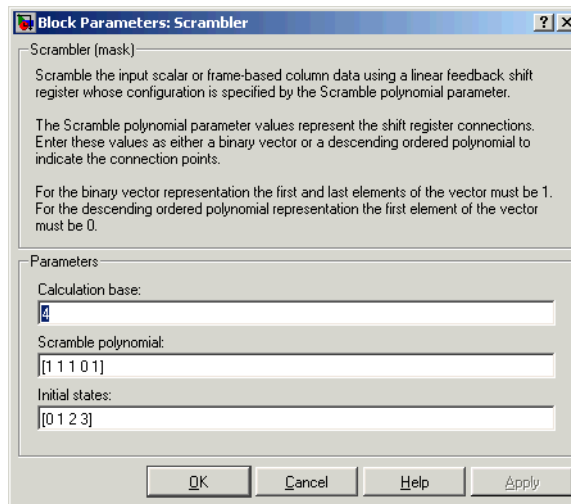 Block Parameters: Scrambler
Scrambler (mask)
Scramble the input scalar or frame-based column data using a linear feedback shift
register whose configuration is specified by the Scramble polynomial parameter.
The Scramble polynomial parameter values represent the shift register connections.
Enter these values as either a binary vector or a descending ordered polynomial to
indicate the connection points.
For the binary vector representation the first and last elements of the vector must be 1.
For the descending ordered polynomial representation the first element of the vector
must be 0.
Parameters
Calculation base:
4
Scramble polynomial:
[1 1 1 0 1]
Initial states:
[0 1 2 3]
OK Cancel Help Apply